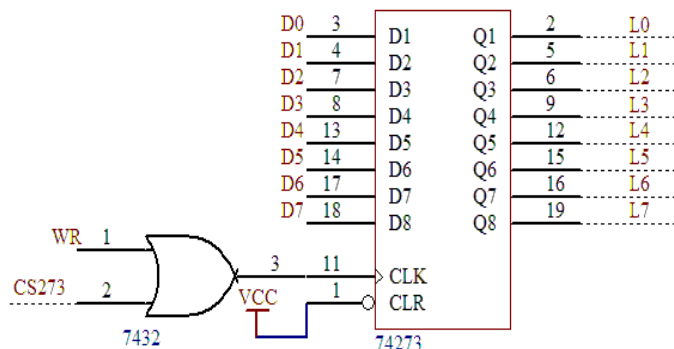 D0 3 D1 Q1 2 L0
D1 4 D2 Q2 5 L1
D2 7 D3 Q3 6 L2
D3 8 D4 Q4 9 L3
D4 13 D5 Q5 12 L4
D5 14 D6 Q6 15 L5
D6 17 D7 Q7 16 L6
D7 18 D8 Q8 19 L7
WR 1
3 11 CLK
CS273 2
VCC 1 CLR
7432
74273